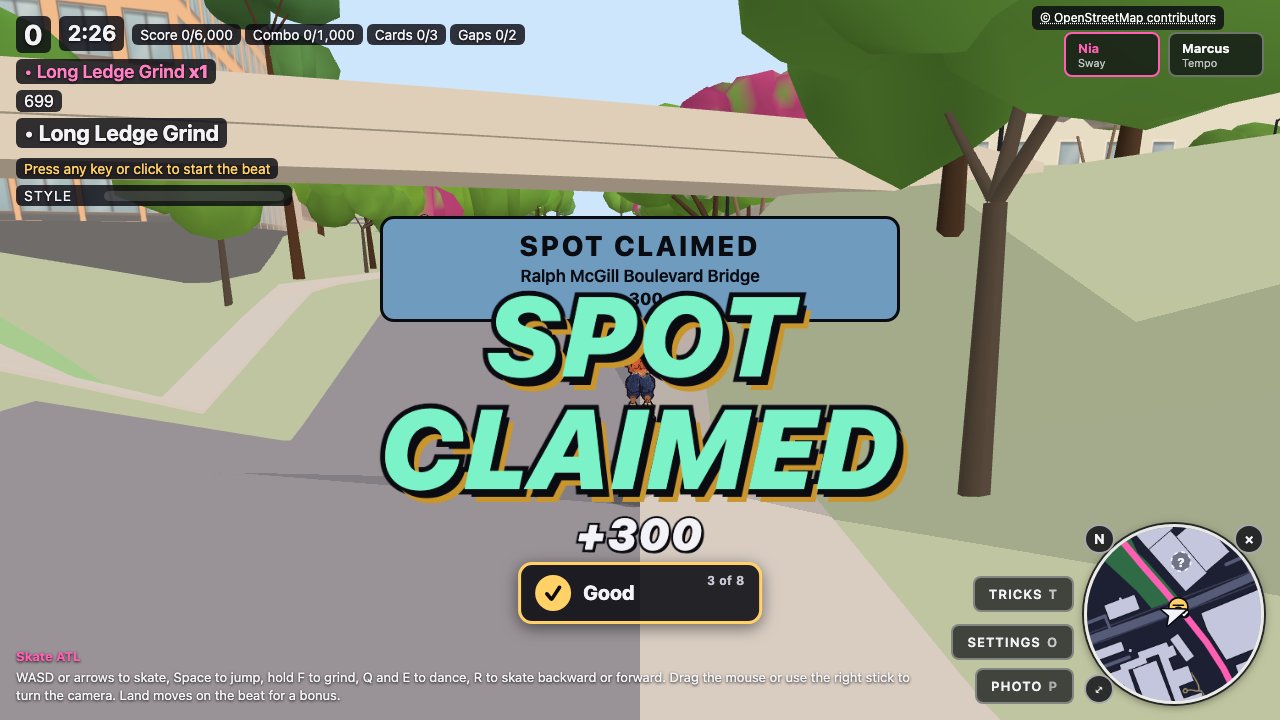 0
2:26
Score 0/6,000
Combo 0/1,000
Cards 0/3
Gaps 0/2
© OpenStreetMap contributors
Nia
Sway
Marcus
Tempo
• Long Ledge Grind x1
699
• Long Ledge Grind
Press any key or click to start the beat
STYLE
SPOT CLAIMED
Ralph McGill Boulevard Bridge
300
SPOT
CLAIMED
+300
Good
3 of 8
N
×
?
TRICKS T
SETTINGS O
PHOTO P
Skate ATL
WASD or arrows to skate, Space to jump, hold F to grind, Q and E to dance, R to skate backward or forward. Drag the mouse or use the right stick to
turn the camera. Land moves on the beat for a bonus.